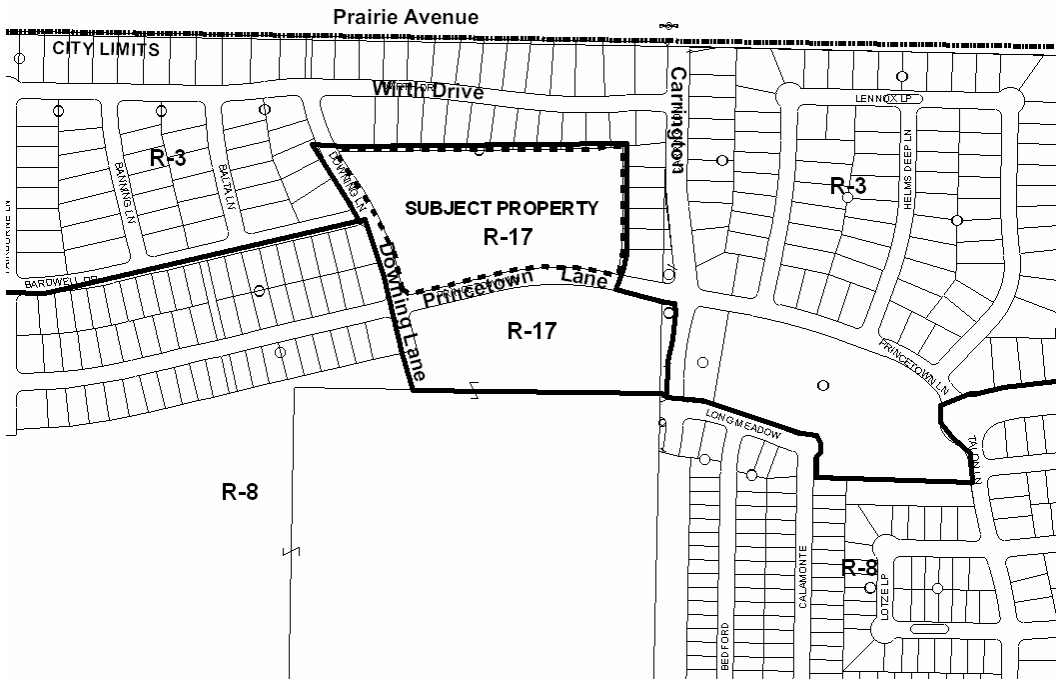 Prairie Avenue
CITY LIMITS
Wirth Drive
Carrington
LENNOX LP
R-3
BANNING LN
BALTA LN
DOWNING LN
HELMS DEEP LN
R-3
SUBJECT PROPERTY
R-17
BARDWELL DR
Downing Lane
Princetown Lane
R-17
PRINCETOWN LN
LONGMEADOW
TALON LN
R-8
R-8
CALAMONTE
LOTZE LP
BEDFORD